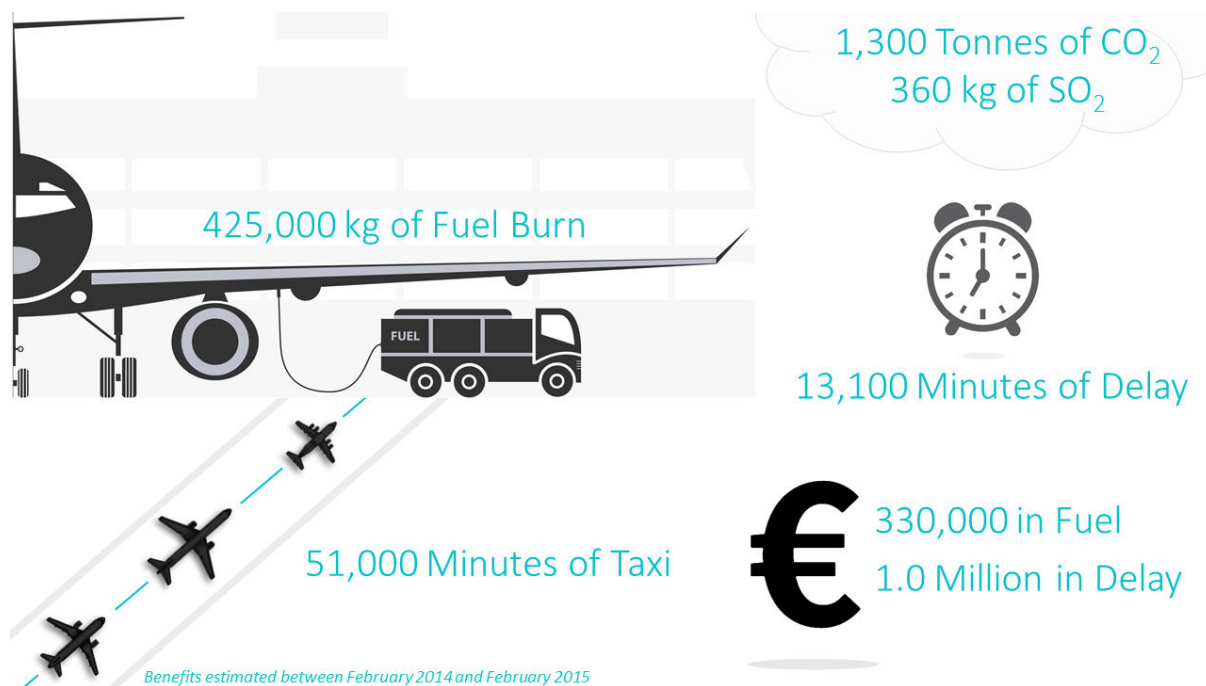 1,300 Tonnes of CO₂
360 kg of SO₂
425,000 kg of Fuel Burn
FUEL
13,100 Minutes of Delay
€
330,000 in Fuel
1.0 Million in Delay
51,000 Minutes of Taxi
Benefits estimated between February 2014 and February 2015